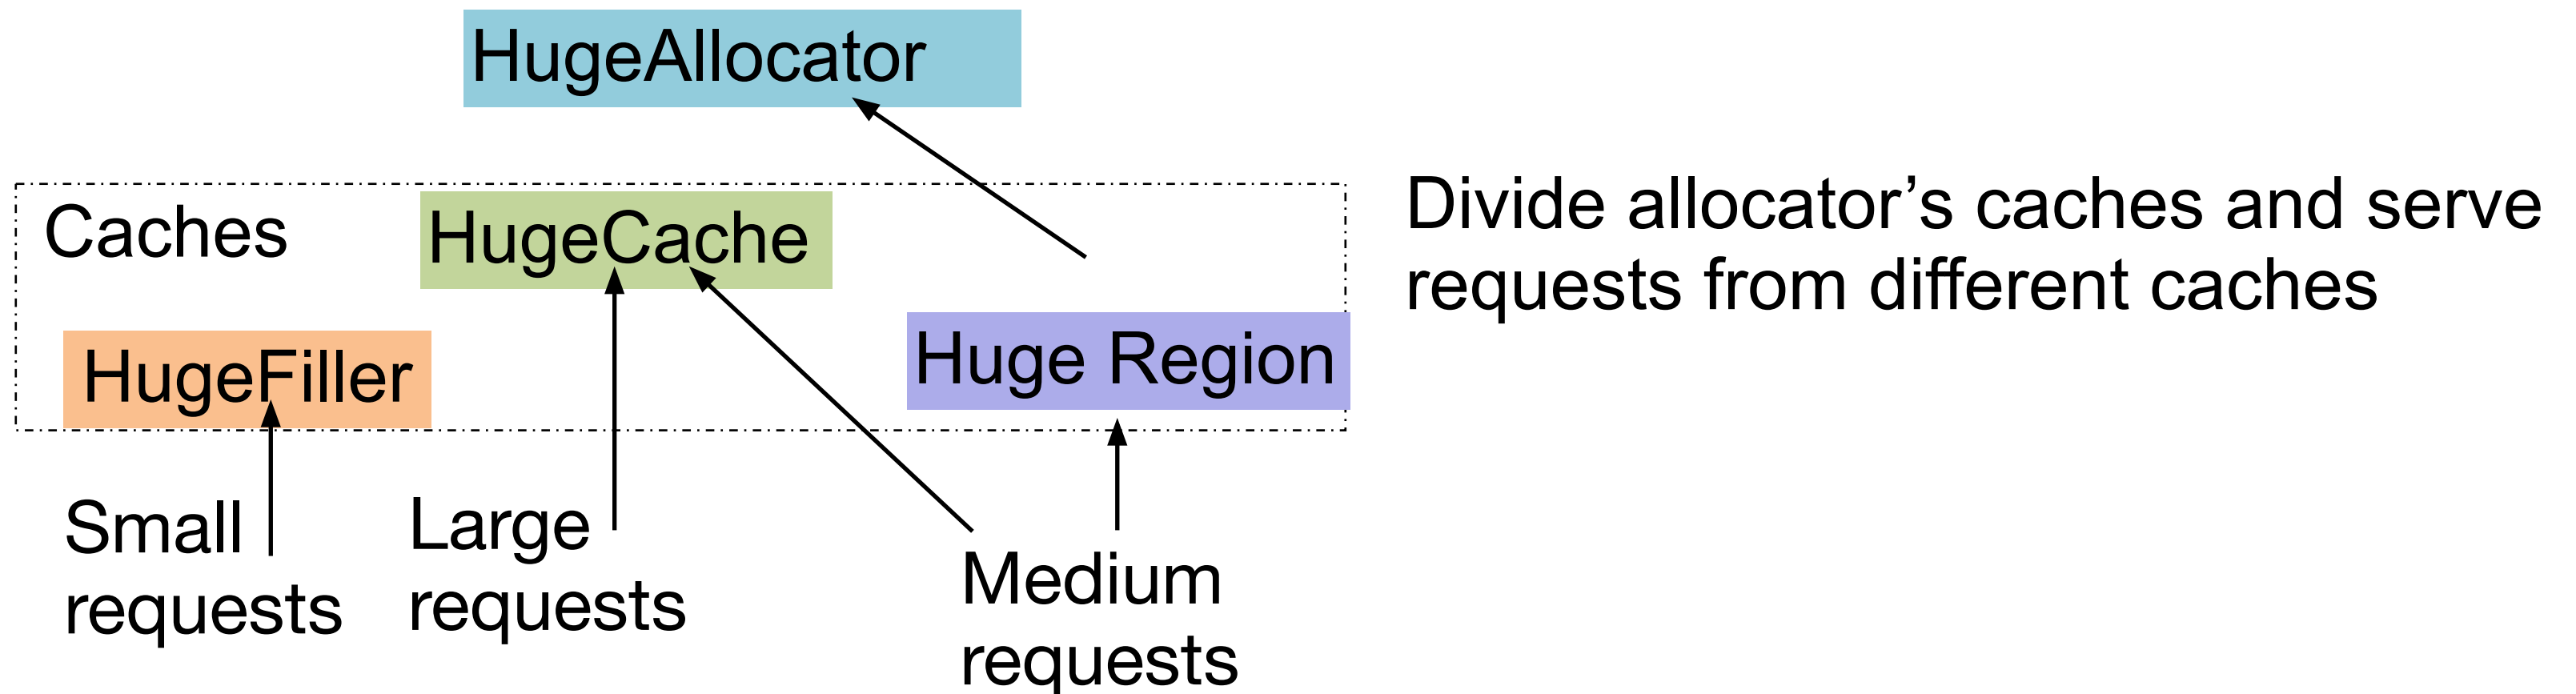 HugeAllocator
Caches
HugeCache
HugeFiller
Huge Region
Small
requests
Large
requests
Medium
requests
Divide allocator’s caches and serve
requests from different caches